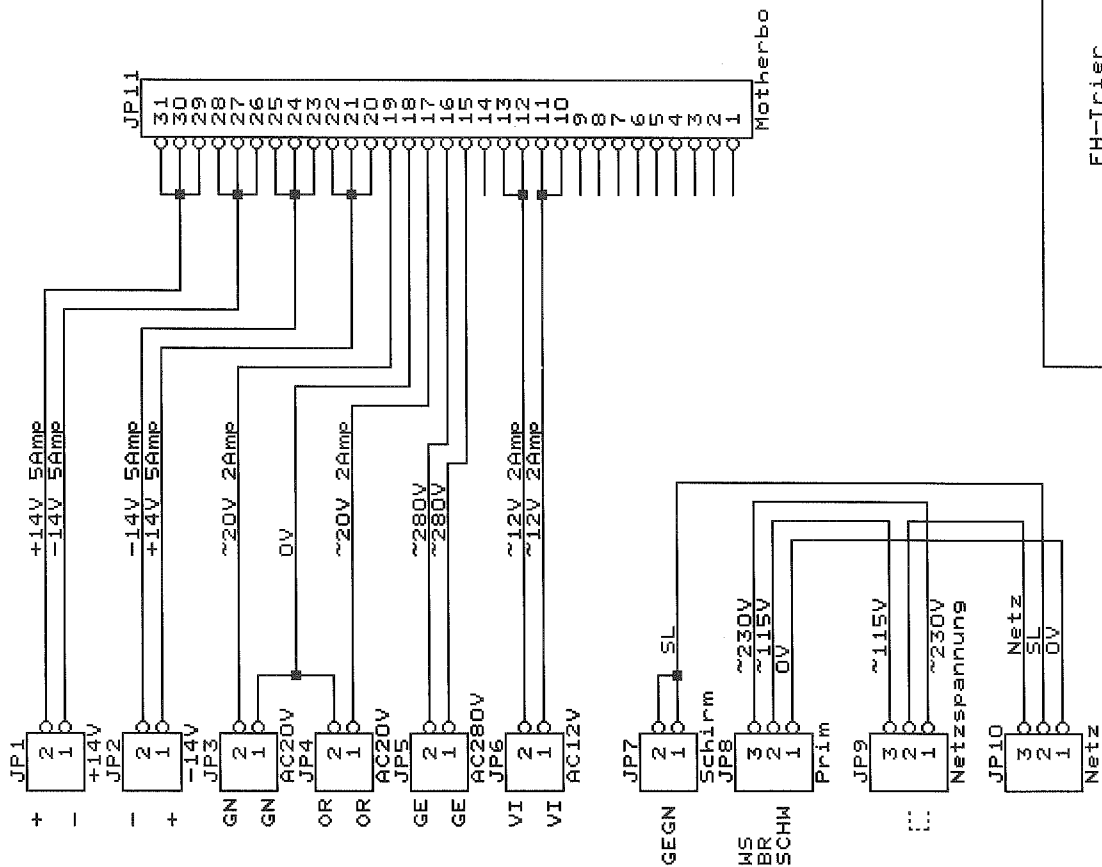 JP1
+ 2 +14V 5Amp
- 1 -14V 5Amp
+14V
JP2
- 2 -14V 5Amp
+ 1 +14V 5Amp
-14V
JP3
GN 2 ~20V 2Amp
GN 1
AC20V
0V
JP4
OR 2
OR 1 ~20V 2Amp
AC20V
JP5
GE 2 ~280V
GE 1 ~280V
AC280V
JP6
VI 2 ~12V 2Amp
VI 1 ~12V 2Amp
AC12V
JP7
2
GEGN 1 SL
Schirm
JP8
WS 3 ~230V
BR 2 ~115V
SCHW 1 0V
Prim
JP9
3 ~115V
2
1 ~230V
Netzspannung
JP10
3 Netz
2 SL
1 0V
Netz
JP11
31
30
29
28
27
26
25
24
23
22
21
20
19
18
17
16
15
14
13
12
11
10
9
8
7
6
5
4
3
2
1
Motherbo
FH-Trier